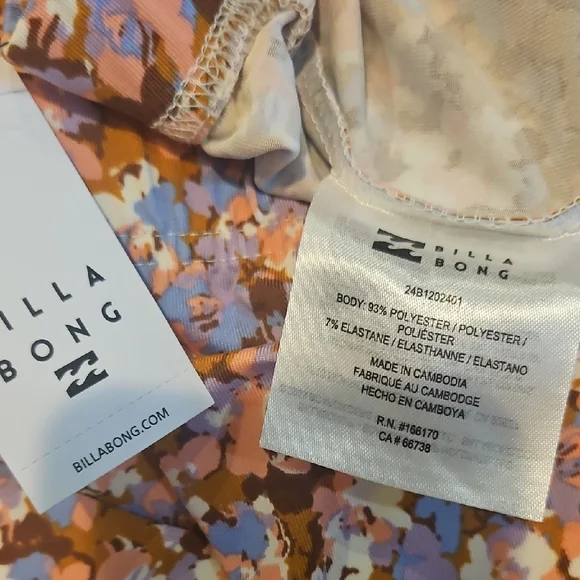 ILLA
BONG
BILLABONG.COM
BILLA
BONG
24B1202401
BODY: 93% POLYESTER / POLYESTER /
POLIÉSTER
7% ELASTANE / ELASTHANNE / ELASTANO
MADE IN CAMBODIA
FABRIQUÉ AU CAMBODGE
HECHO EN CAMBOYA
R.N. #166170
CA # 66738